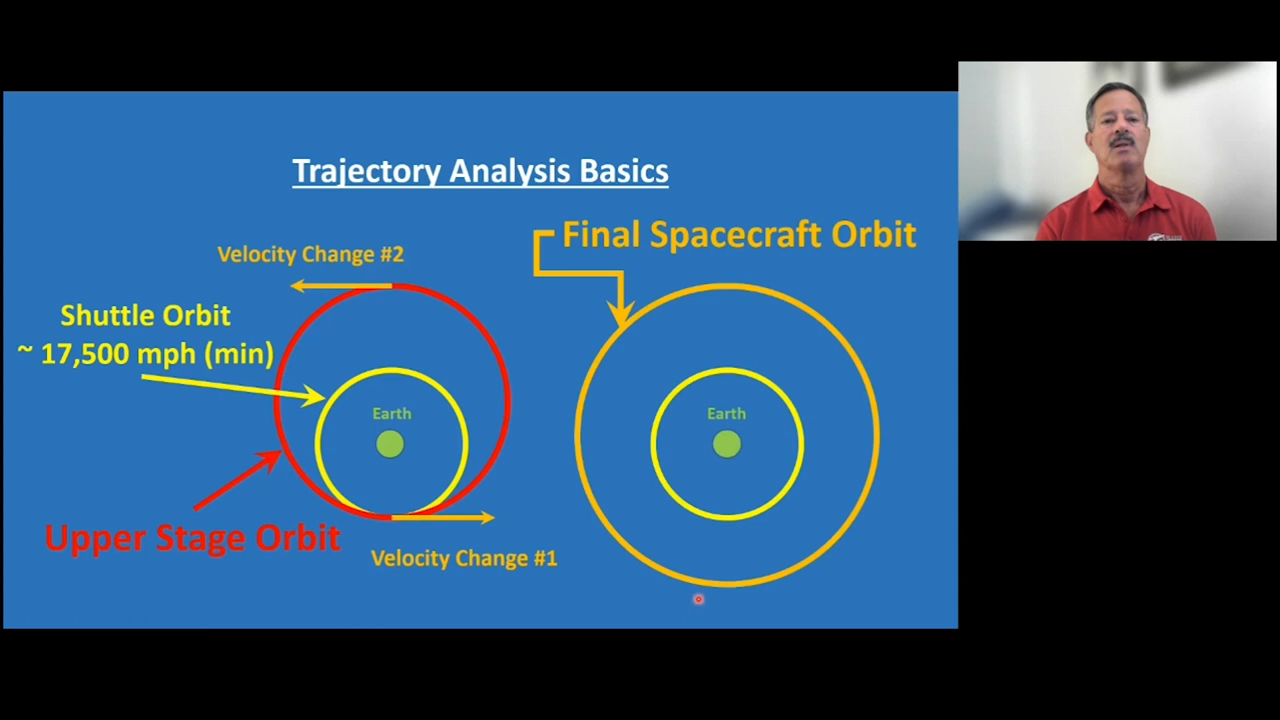 Trajectory Analysis Basics
Final Spacecraft Orbit
Velocity Change #2
Shuttle Orbit
~ 17,500 mph (min)
Earth
Earth
Upper Stage Orbit
Velocity Change #1